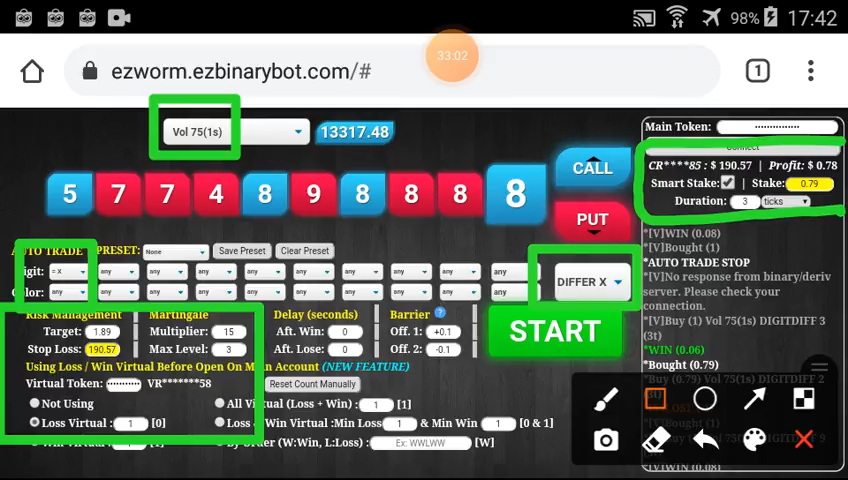 98% 17:42
33:02
ezworm.ezbinarybot.com/#
1
Vol 75(1s) 13317.48
Main Token:
CR****85 : $ 190.57 | Profit: $ 0.78
Smart Stake: Stake: 0.79
Duration: 3 ticks
5 7 7 4 8 9 8 8 8 8
CALL
PUT
AUTO TRADE PRESET: None Save Preset Clear Preset
Digit: = X any any any any any any any any any
Color: any any any any any any any any any any
DIFFER X
Risk Management Martingale Delay (seconds) Barrier ?
Target: 1.89 Multiplier: 15 Aft. Win: 0 Off. 1: +0.1
Stop Loss: 190.57 Max Level: 3 Aft. Lose: 0 Off. 2: -0.1
START
Using Loss / Win Virtual Before Open On Main Account (NEW FEATURE)
Virtual Token: VR*******58 Reset Count Manually
Not Using All Virtual (Loss + Win) : 1 [1]
Loss Virtual : 1 [0] Loss & Win Virtual :Min Loss 1 & Min Win 1 [0 & 1]
Win Virtual By Order (W:Win, L:Loss) : Ex: WWLWW [W]
*[V]WIN (0.08)
*[V]Bought (1)
*AUTO TRADE STOP
*[V]No response from binary/deriv
server. Please check your
connection.
*[V]Buy (1) Vol 75(1s) DIGITDIFF 3
(3t)
*WIN (0.06)
*Bought (0.79)
*Buy (0.79) Vol 75(1s) DIGITDIFF 2
*[V]Bought (1)
*[V]WIN (0.08)